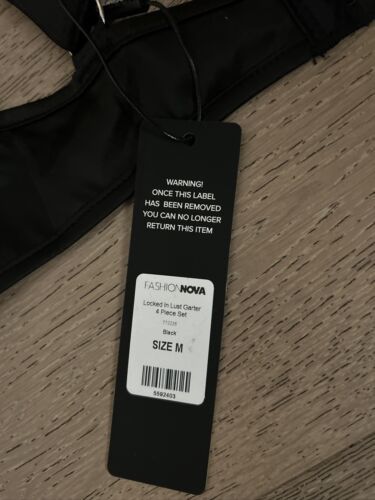 WARNING!
ONCE THIS LABEL
HAS BEEN REMOVED
YOU CAN NO LONGER
RETURN THIS ITEM
FASHIONNOVA
Locked In Lust Garter
4 Piece Set
Black
SIZE M
5592403